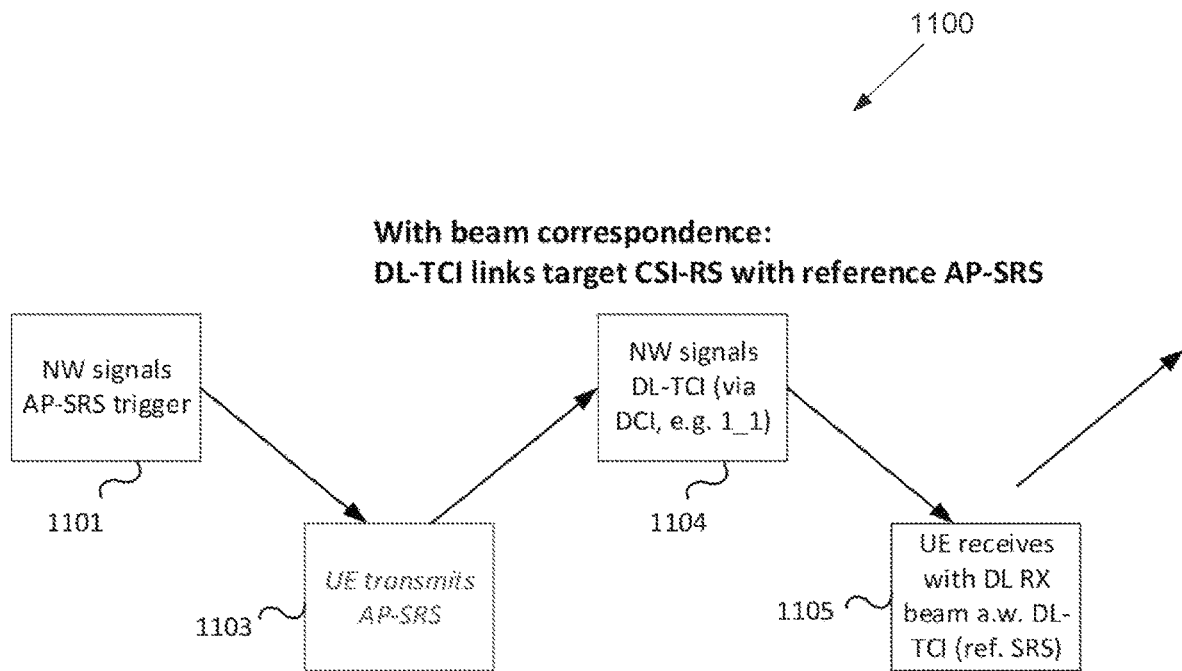 1100
With beam correspondence:
DL-TCI links target CSI-RS with reference AP-SRS
NW signals
AP-SRS trigger
1101
UE transmits
AP-SRS
1103
NW signals
DL-TCI (via
DCI, e.g. 1_1)
1104
UE receives
with DL RX
beam a.w. DL-
TCI (ref. SRS)
1105